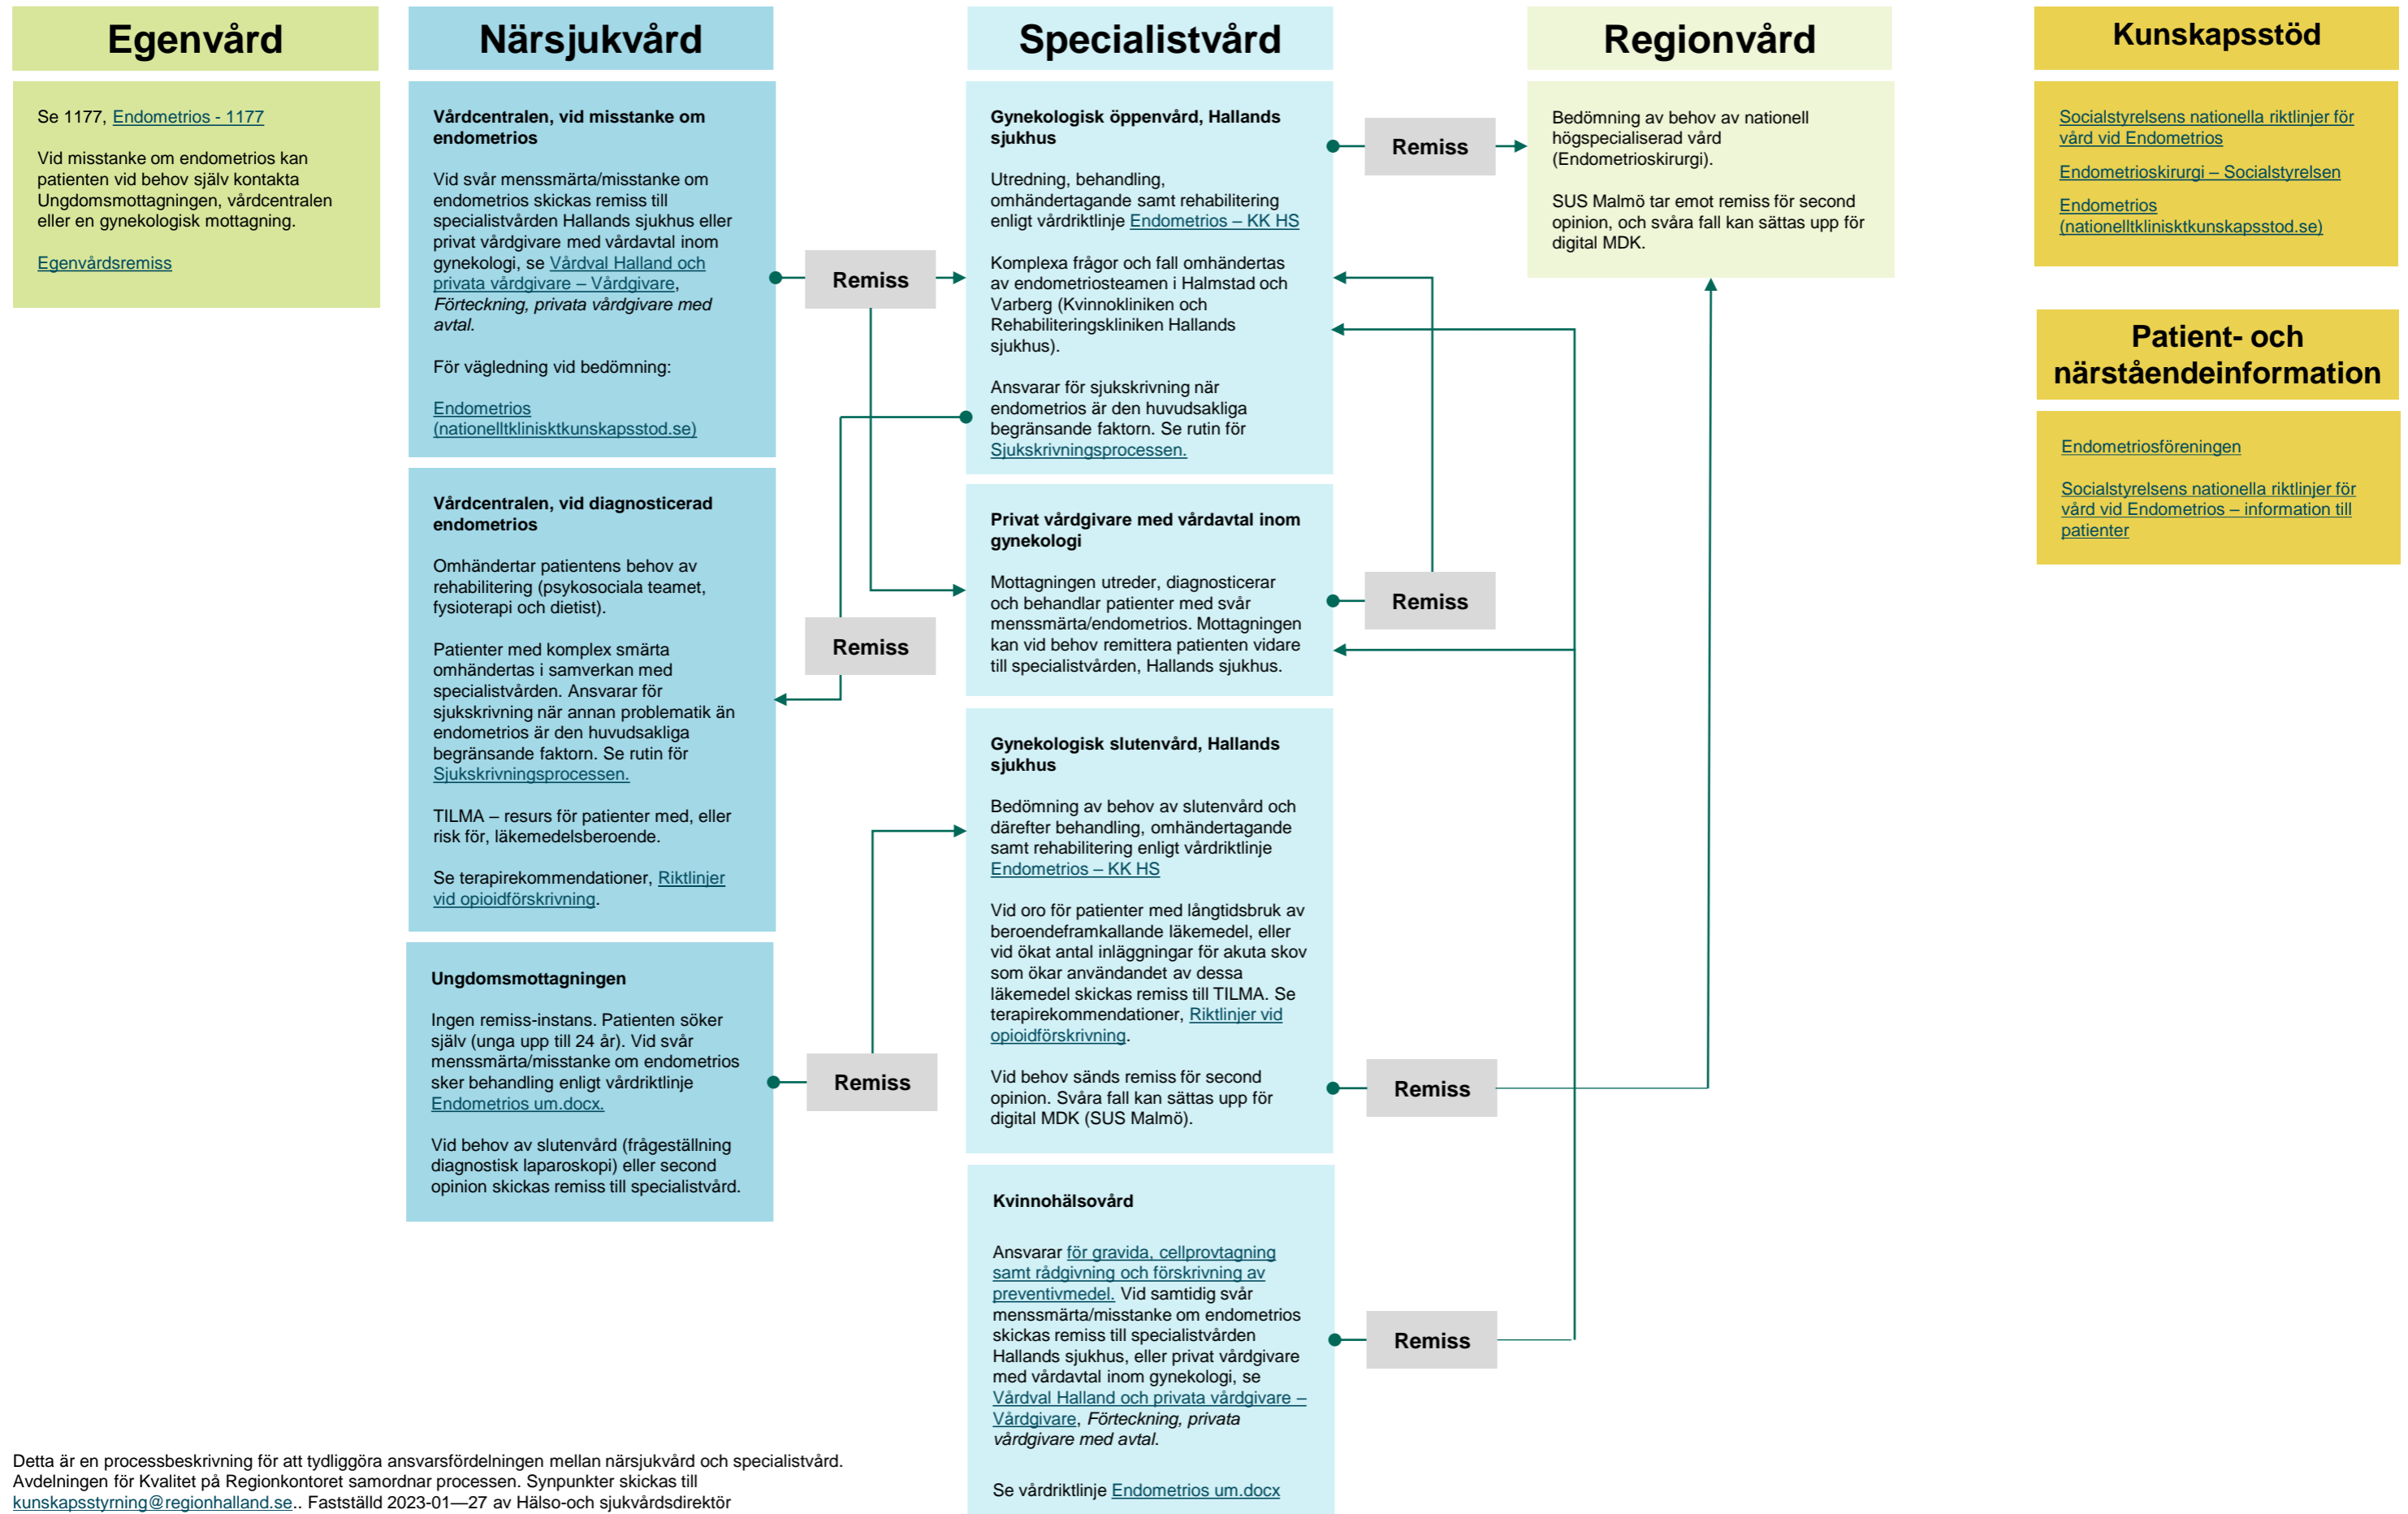 Egenvård
Se 1177, Endometrios - 1177
Vid misstanke om endometrios kan
patienten vid behov själv kontakta
Ungdomsmottagningen, vårdcentralen
eller en gynekologisk mottagning.
Egenvårdsremiss
Närsjukvård
Vårdcentralen, vid misstanke om
endometrios
Vid svår menssmärta/misstanke om
endometrios skickas remiss till
specialistvården Hallands sjukhus eller
privat vårdgivare med vårdavtal inom
gynekologi, se Vårdval Halland och
privata vårdgivare – Vårdgivare,
Förteckning, privata vårdgivare med
avtal.
För vägledning vid bedömning:
Endometrios
(nationelltklinisktkunskapsstod.se)
Vårdcentralen, vid diagnosticerad
endometrios
Omhändertar patientens behov av
rehabilitering (psykosociala teamet,
fysioterapi och dietist).
Patienter med komplex smärta
omhändertas i samverkan med
specialistvården. Ansvarar för
sjukskrivning när annan problematik än
endometrios är den huvudsakliga
begränsande faktorn. Se rutin för
Sjukskrivningsprocessen.
TILMA – resurs för patienter med, eller
risk för, läkemedelsberoende.
Se terapirekommendationer, Riktlinjer
vid opioidförskrivning.
Ungdomsmottagningen
Ingen remiss-instans. Patienten söker
själv (unga upp till 24 år). Vid svår
menssmärta/misstanke om endometrios
sker behandling enligt vårdriktlinje
Endometrios um.docx.
Vid behov av slutenvård (frågeställning
diagnostisk laparoskopi) eller second
opinion skickas remiss till specialistvård.
Remiss
Remiss
Remiss
Specialistvård
Gynekologisk öppenvård, Hallands
sjukhus
Utredning, behandling,
omhändertagande samt rehabilitering
enligt vårdriktlinje Endometrios – KK HS
Komplexa frågor och fall omhändertas
av endometriosteamen i Halmstad och
Varberg (Kvinnokliniken och
Rehabiliteringskliniken Hallands
sjukhus).
Ansvarar för sjukskrivning när
endometrios är den huvudsakliga
begränsande faktorn. Se rutin för
Sjukskrivningsprocessen.
Privat vårdgivare med vårdavtal inom
gynekologi
Mottagningen utreder, diagnosticerar
och behandlar patienter med svår
menssmärta/endometrios. Mottagningen
kan vid behov remittera patienten vidare
till specialistvården, Hallands sjukhus.
Gynekologisk slutenvård, Hallands
sjukhus
Bedömning av behov av slutenvård och
därefter behandling, omhändertagande
samt rehabilitering enligt vårdriktlinje
Endometrios – KK HS
Vid oro för patienter med långtidsbruk av
beroendeframkallande läkemedel, eller
vid ökat antal inläggningar för akuta skov
som ökar användandet av dessa
läkemedel skickas remiss till TILMA. Se
terapirekommendationer, Riktlinjer vid
opioidförskrivning.
Vid behov sänds remiss för second
opinion. Svåra fall kan sättas upp för
digital MDK (SUS Malmö).
Kvinnohälsovård
Ansvarar för gravida, cellprovtagning
samt rådgivning och förskrivning av
preventivmedel. Vid samtidig svår
menssmärta/misstanke om endometrios
skickas remiss till specialistvården
Hallands sjukhus, eller privat vårdgivare
med vårdavtal inom gynekologi, se
Vårdval Halland och privata vårdgivare –
Vårdgivare, Förteckning, privata
vårdgivare med avtal.
Se vårdriktlinje Endometrios um.docx
Remiss
Remiss
Remiss
Remiss
Regionvård
Bedömning av behov av nationell
högspecialiserad vård
(Endometrioskirurgi).
SUS Malmö tar emot remiss för second
opinion, och svåra fall kan sättas upp för
digital MDK.
Kunskapsstöd
Socialstyrelsens nationella riktlinjer för
vård vid Endometrios
Endometrioskirurgi – Socialstyrelsen
Endometrios
(nationelltklinisktkunskapsstod.se)
Patient- och
närståendeinformation
Endometriosföreningen
Socialstyrelsens nationella riktlinjer för
vård vid Endometrios – information till
patienter
Detta är en processbeskrivning för att tydliggöra ansvarsfördelningen mellan närsjukvård och specialistvård.
Avdelningen för Kvalitet på Regionkontoret samordnar processen. Synpunkter skickas till
kunskapsstyrning@regionhalland.se.. Fastställd 2023-01—27 av Hälso-och sjukvårdsdirektör